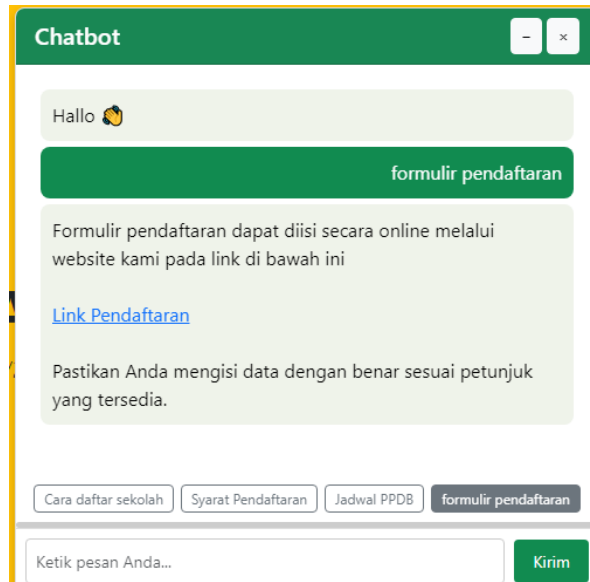 Chatbot
Hallo 👏
formulir pendaftaran
Formulir pendaftaran dapat diisi secara online melalui
website kami pada link di bawah ini
Link Pendaftaran
Pastikan Anda mengisi data dengan benar sesuai petunjuk
yang tersedia.
Cara daftar sekolah Syarat Pendaftaran Jadwal PPDB formulir pendaftaran
Ketik pesan Anda... Kirim